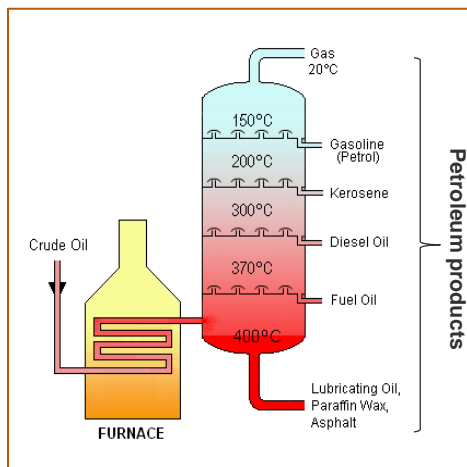 Gas
20°C
150°C
Gasoline
(Petrol)
200°C
Kerosene
300°C
Diesel Oil
Crude Oil
370°C
Fuel Oil
400°C
Lubricating Oil,
Paraffin Wax,
Asphalt
FURNACE
Petroleum products